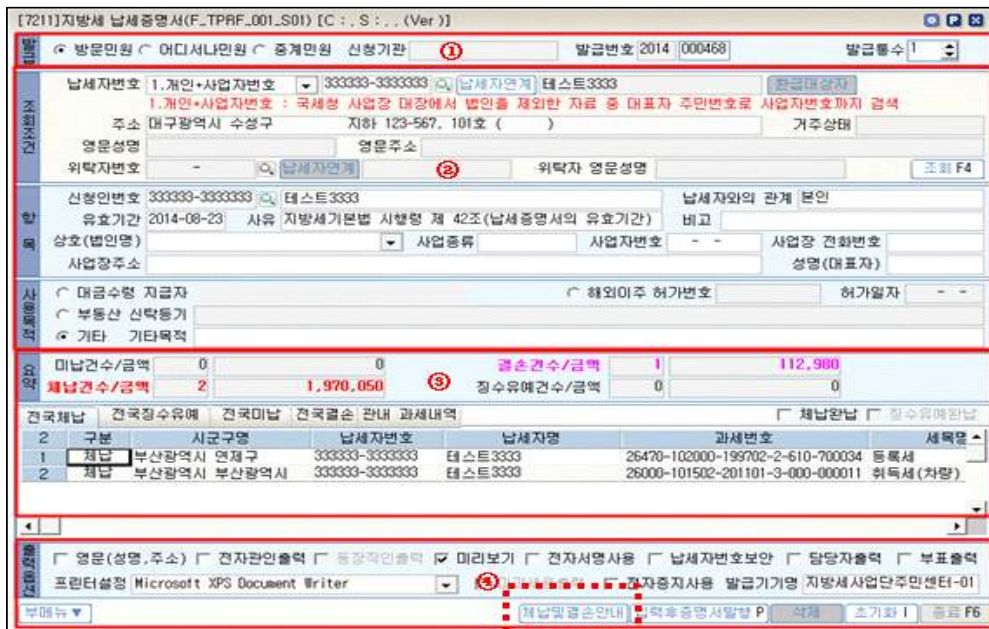 [7211]지방세 납세증명서(F_TPRF_001_S01) [C : , S : , , (Ver )]
발급 방문민원 어디서나민원 중계민원 신청기관 ① 발급번호 2014 000468 발급통수 1
조회조건
납세자번호 1.개인+사업자번호 333333-3333333 납세자연계 테스트3333 환급대상자
1.개인+사업자번호 : 국세청 사업장 대장에서 법인를 제외한 자료 중 대표자 주민번호로 사업자번호까지 검색
주소 대구광역시 수성구 지하 123-567, 101호 ( ) 거주상태
영문성명 영문주소
위탁자번호 - 납세자연계 ② 위탁자 영문성명 조회 F4
항목
신청인번호 333333-3333333 테스트3333 납세자와의 관계 본인
유효기간 2014-08-23 사유 지방세기본법 시행령 제 42조(납세증명서의 유효기간) 비고
상호(법인명) 사업종류 사업자번호 - - 사업장 전화번호
사업장주소 성명(대표자)
사용목적
대금수령 지급자 해외이주 허가번호 허가일자 - -
부동산 신탁등기
기타 기타목적
요약
미납건수/금액 0 0 결손건수/금액 1 112,980
체납건수/금액 2 1,970,050 ③ 징수유예건수/금액 0 0
전국체납 전국징수유예 전국미납 전국결손 관내 과세내역 체납완납 징수유예완납
2 구분 시군구명 납세자번호 납세자명 과세번호 세목명
1 체납 부산광역시 연제구 333333-3333333 테스트3333 26470-102000-199702-2-610-700034 등록세
2 체납 부산광역시 부산광역시 333333-3333333 테스트3333 26000-101502-201101-3-000-000011 취득세(차량)
출력옵션
영문(성명,주소) 전자관인출력 통장적인출력 미리보기 전자서명사용 납세자번호보안 담당자출력 부표출력
프린터설정 Microsoft XPS Document Writer ④ 전자증지사용 발급기기명 지방세사업단주민센터-01
부메뉴▼ 체납및결손안내 입력후증명서발행 P 삭제 초기화 I 종료 F6